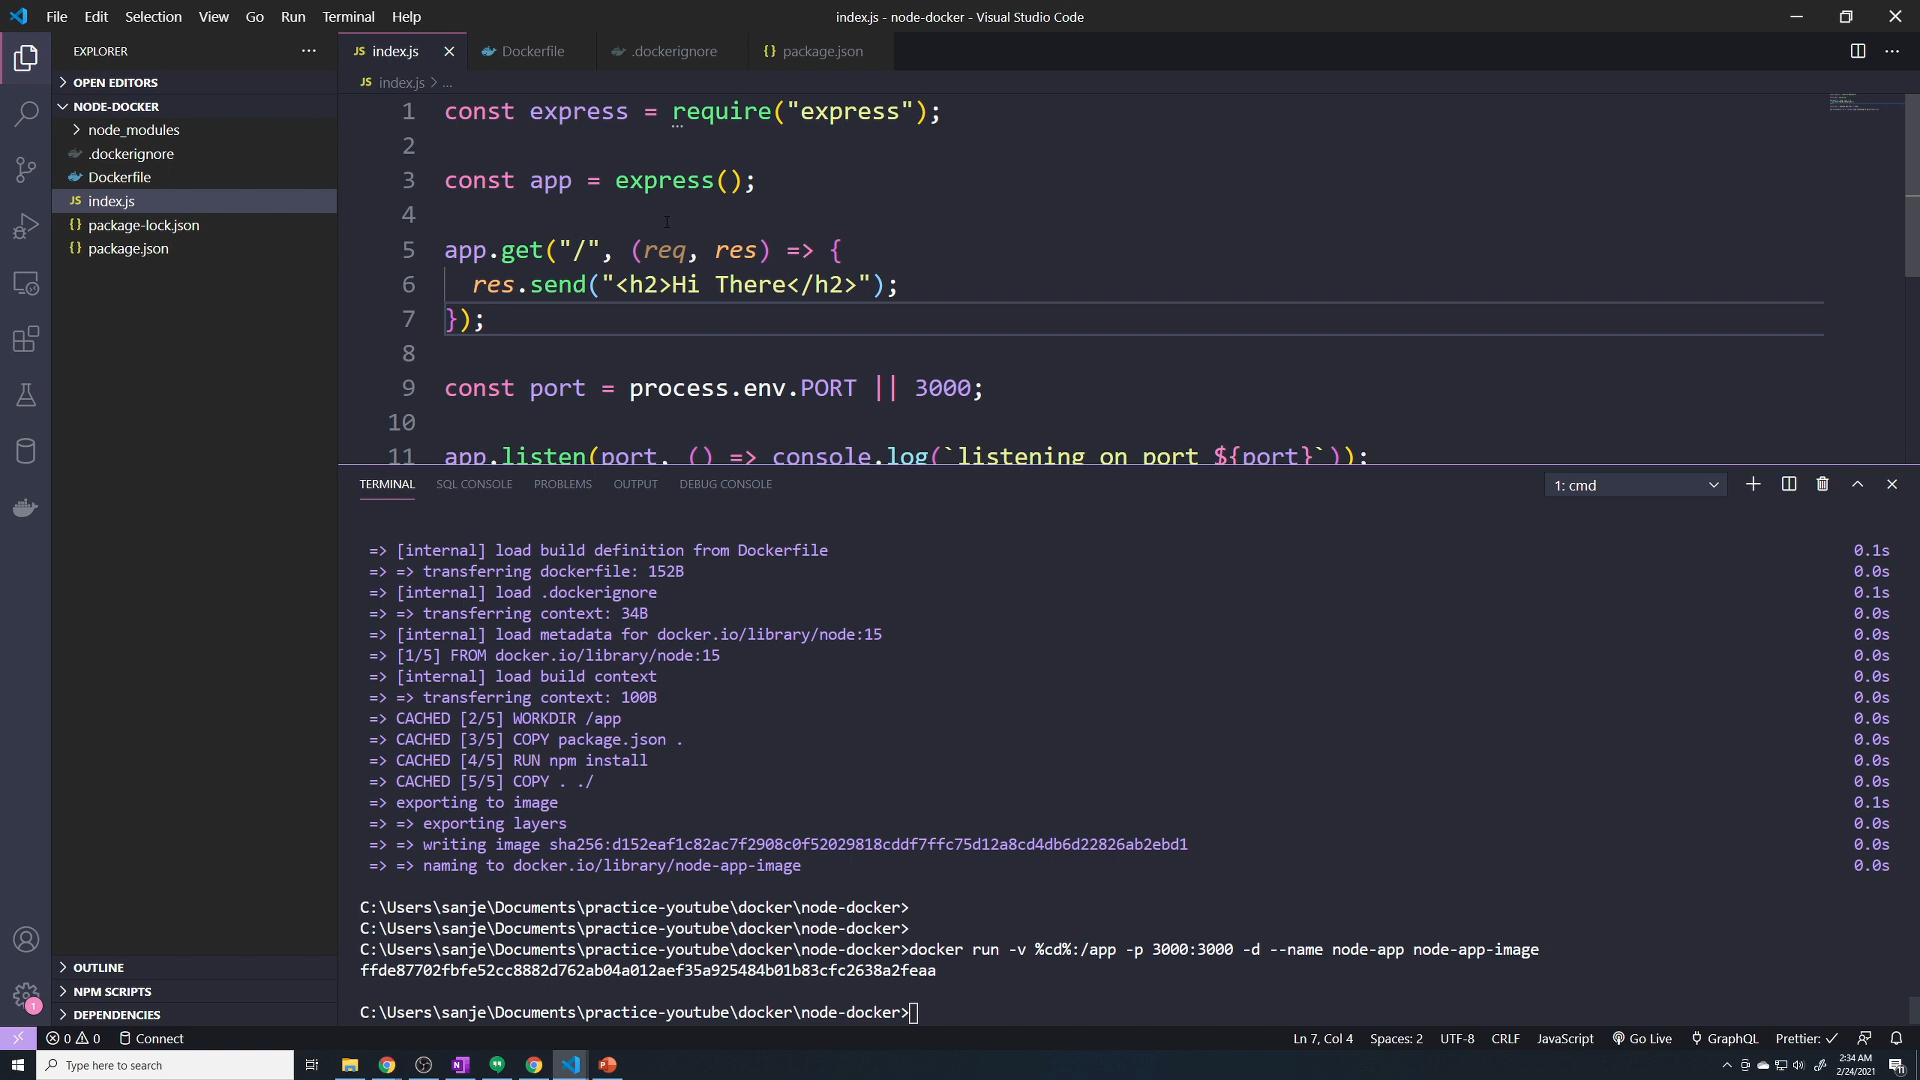 File Edit Selection View Go Run Terminal Help
index.js - node-docker - Visual Studio Code
EXPLORER
OPEN EDITORS
NODE-DOCKER
node_modules
.dockerignore
Dockerfile
JS index.js
{} package-lock.json
{} package.json
OUTLINE
NPM SCRIPTS
DEPENDENCIES
JS index.js Dockerfile .dockerignore {} package.json
JS index.js > ...
1 const express = require("express");
2
3 const app = express();
4
5 app.get("/", (req, res) => {
6 res.send("<h2>Hi There</h2>");
7 });
8
9 const port = process.env.PORT || 3000;
10
11 app.listen(port, () => console.log(`listening on port ${port}`));
TERMINAL SQL CONSOLE PROBLEMS OUTPUT DEBUG CONSOLE
1: cmd
=> [internal] load build definition from Dockerfile 0.1s
=> => transferring dockerfile: 152B 0.0s
=> [internal] load .dockerignore 0.1s
=> => transferring context: 34B 0.0s
=> [internal] load metadata for docker.io/library/node:15 0.0s
=> [1/5] FROM docker.io/library/node:15 0.0s
=> [internal] load build context 0.0s
=> => transferring context: 100B 0.0s
=> CACHED [2/5] WORKDIR /app 0.0s
=> CACHED [3/5] COPY package.json . 0.0s
=> CACHED [4/5] RUN npm install 0.0s
=> CACHED [5/5] COPY . ./ 0.0s
=> exporting to image 0.1s
=> => exporting layers 0.0s
=> => writing image sha256:d152eaf1c82ac7f2908c0f52029818cddf7ffc75d12a8cd4db6d22826ab2ebd1 0.0s
=> => naming to docker.io/library/node-app-image 0.0s
C:\Users\sanje\Documents\practice-youtube\docker\node-docker>
C:\Users\sanje\Documents\practice-youtube\docker\node-docker>
C:\Users\sanje\Documents\practice-youtube\docker\node-docker>docker run -v %cd%:/app -p 3000:3000 -d --name node-app node-app-image
ffde87702fbfe52cc8882d762ab04a012aef35a925484b01b83cfc2638a2feaa
C:\Users\sanje\Documents\practice-youtube\docker\node-docker>
1
0 0 Connect
Ln 7, Col 4 Spaces: 2 UTF-8 CRLF JavaScript Go Live GraphQL Prettier: ✓
Type here to search
2:34 AM
2/24/2021
11